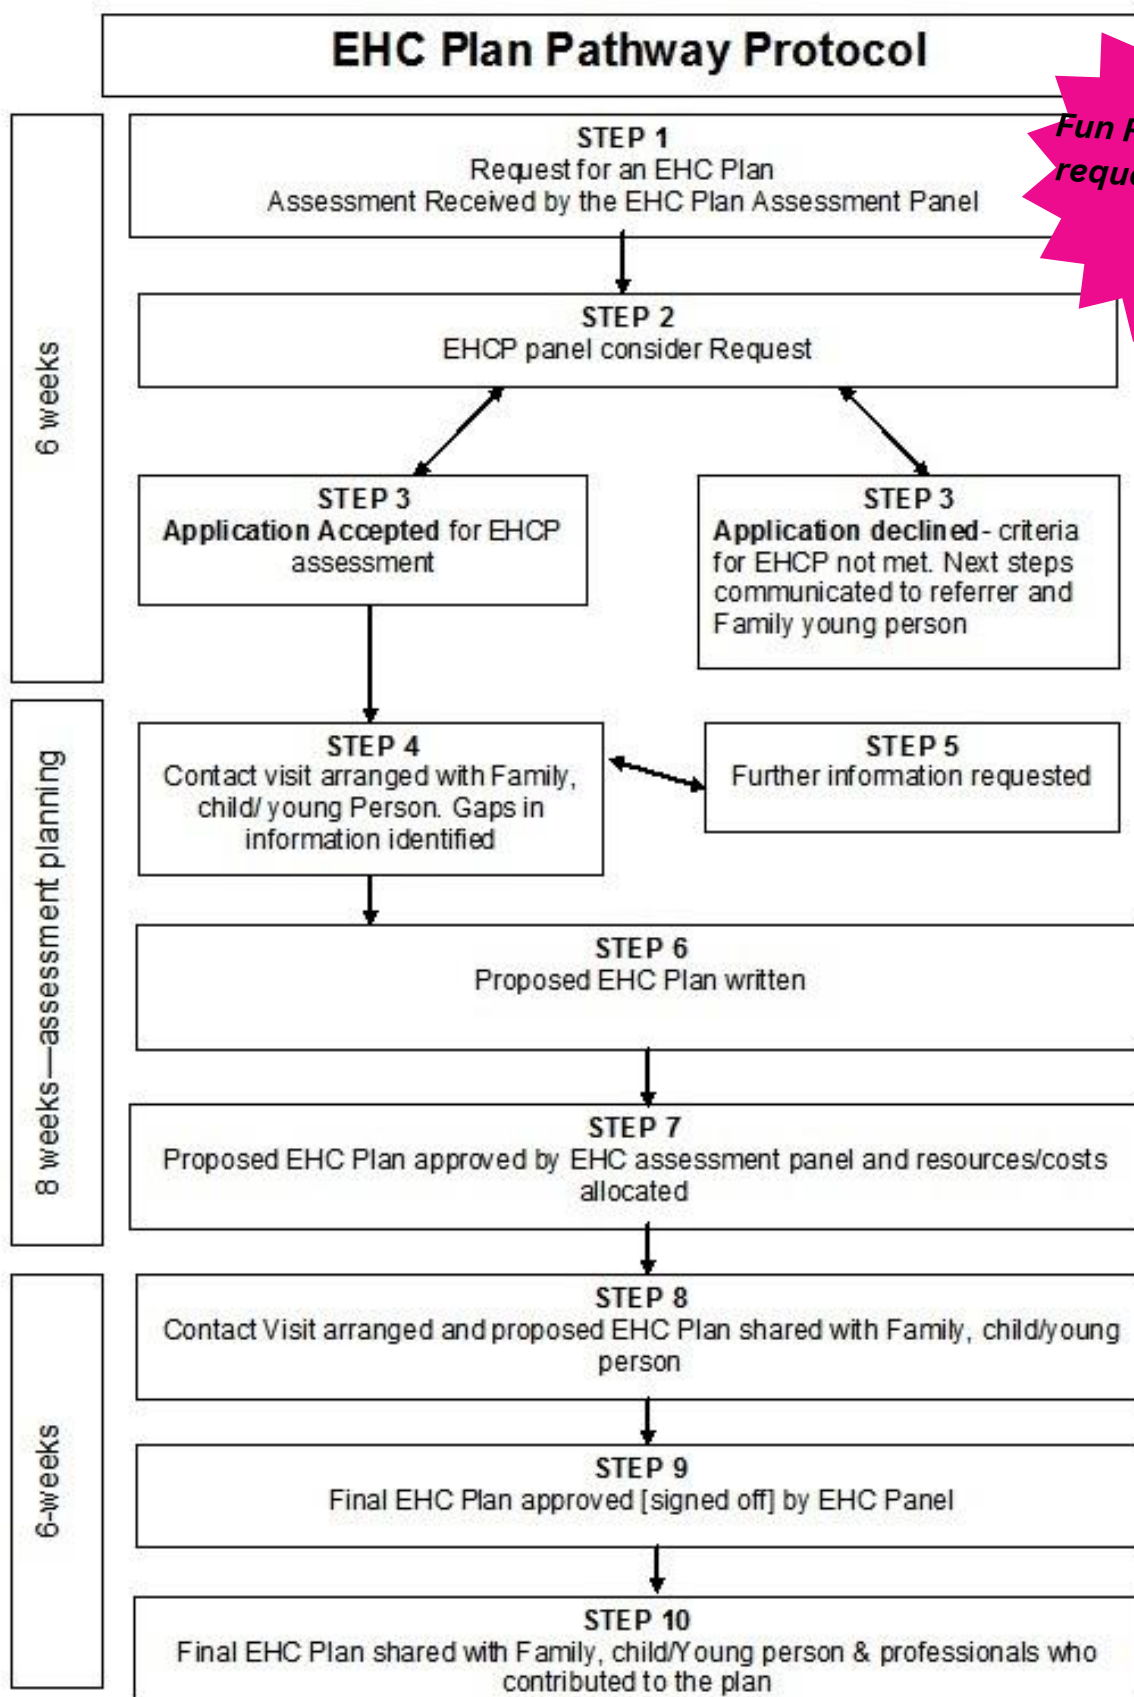 EHC Plan Pathway Protocol
Fun
requ
6 weeks
STEP 1
Request for an EHC Plan
Assessment Received by the EHC Plan Assessment Panel
STEP 2
EHCP panel consider Request
STEP 3
Application Accepted for EHCP
assessment
STEP 3
Application declined- criteria
for EHCP not met. Next steps
communicated to referrer and
Family young person
8 weeks—assessment planning
STEP 4
Contact visit arranged with Family,
child/ young Person. Gaps in
information identified
STEP 5
Further information requested
STEP 6
Proposed EHC Plan written
STEP 7
Proposed EHC Plan approved by EHC assessment panel and resources/costs
allocated
6-weeks
STEP 8
Contact Visit arranged and proposed EHC Plan shared with Family, child/young
person
STEP 9
Final EHC Plan approved [signed off] by EHC Panel
STEP 10
Final EHC Plan shared with Family, child/Young person & professionals who
contributed to the plan